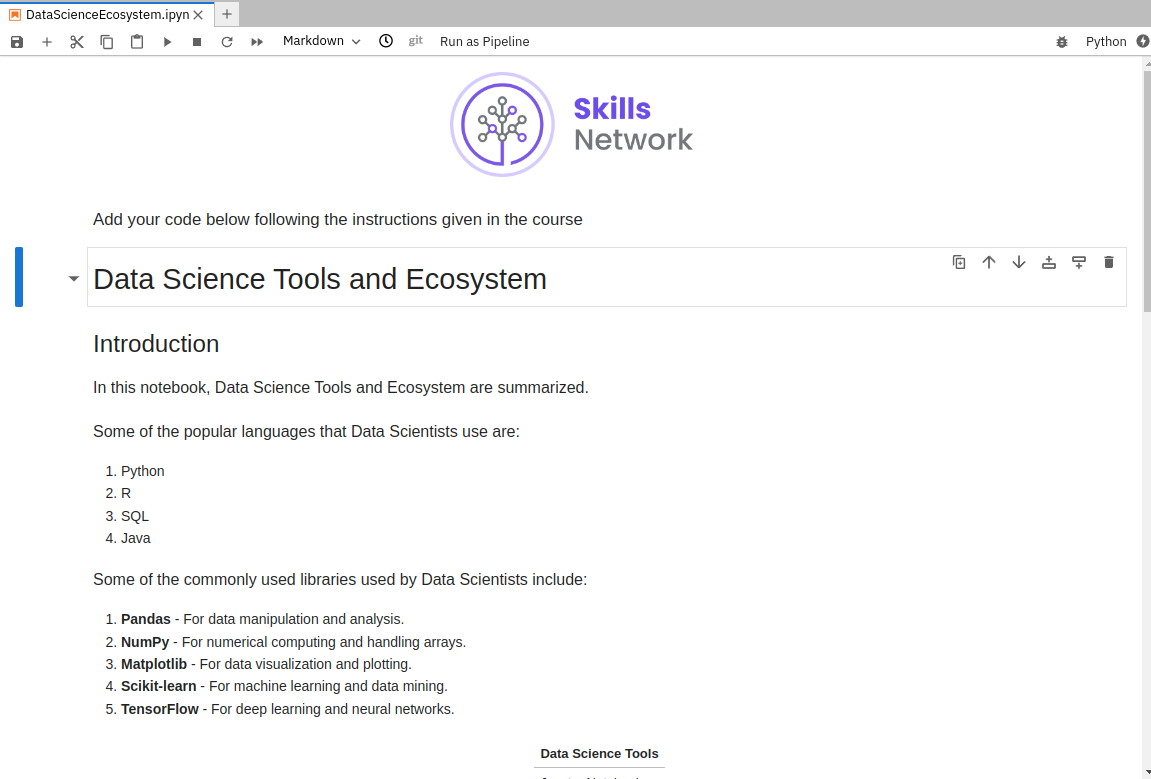 DataScienceEcosystem.ipyn
Markdown git Run as Pipeline Python
Skills
Network
Add your code below following the instructions given in the course
Data Science Tools and Ecosystem
Introduction
In this notebook, Data Science Tools and Ecosystem are summarized.
Some of the popular languages that Data Scientists use are:
1. Python
2. R
3. SQL
4. Java
Some of the commonly used libraries used by Data Scientists include:
1. Pandas - For data manipulation and analysis.
2. NumPy - For numerical computing and handling arrays.
3. Matplotlib - For data visualization and plotting.
4. Scikit-learn - For machine learning and data mining.
5. TensorFlow - For deep learning and neural networks.
Data Science Tools